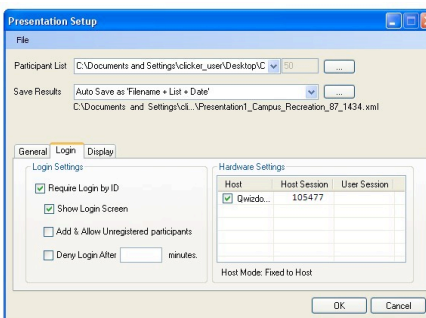 Presentation Setup
File
Participant List C:\Documents and Settings\clicker_user\Desktop\C 50 ...
Save Results Auto Save as 'Filename + List + Date' ...
C:\Documents and Settings\cli...\Presentation1_Campus_Recreation_87_1434.xml
General Login Display
Login Settings
Require Login by ID
Show Login Screen
Add & Allow Unregistered participants
Deny Login After minutes.
Hardware Settings
Host Host Session User Session
Qwizdo... 105477
Host Mode: Fixed to Host
OK Cancel